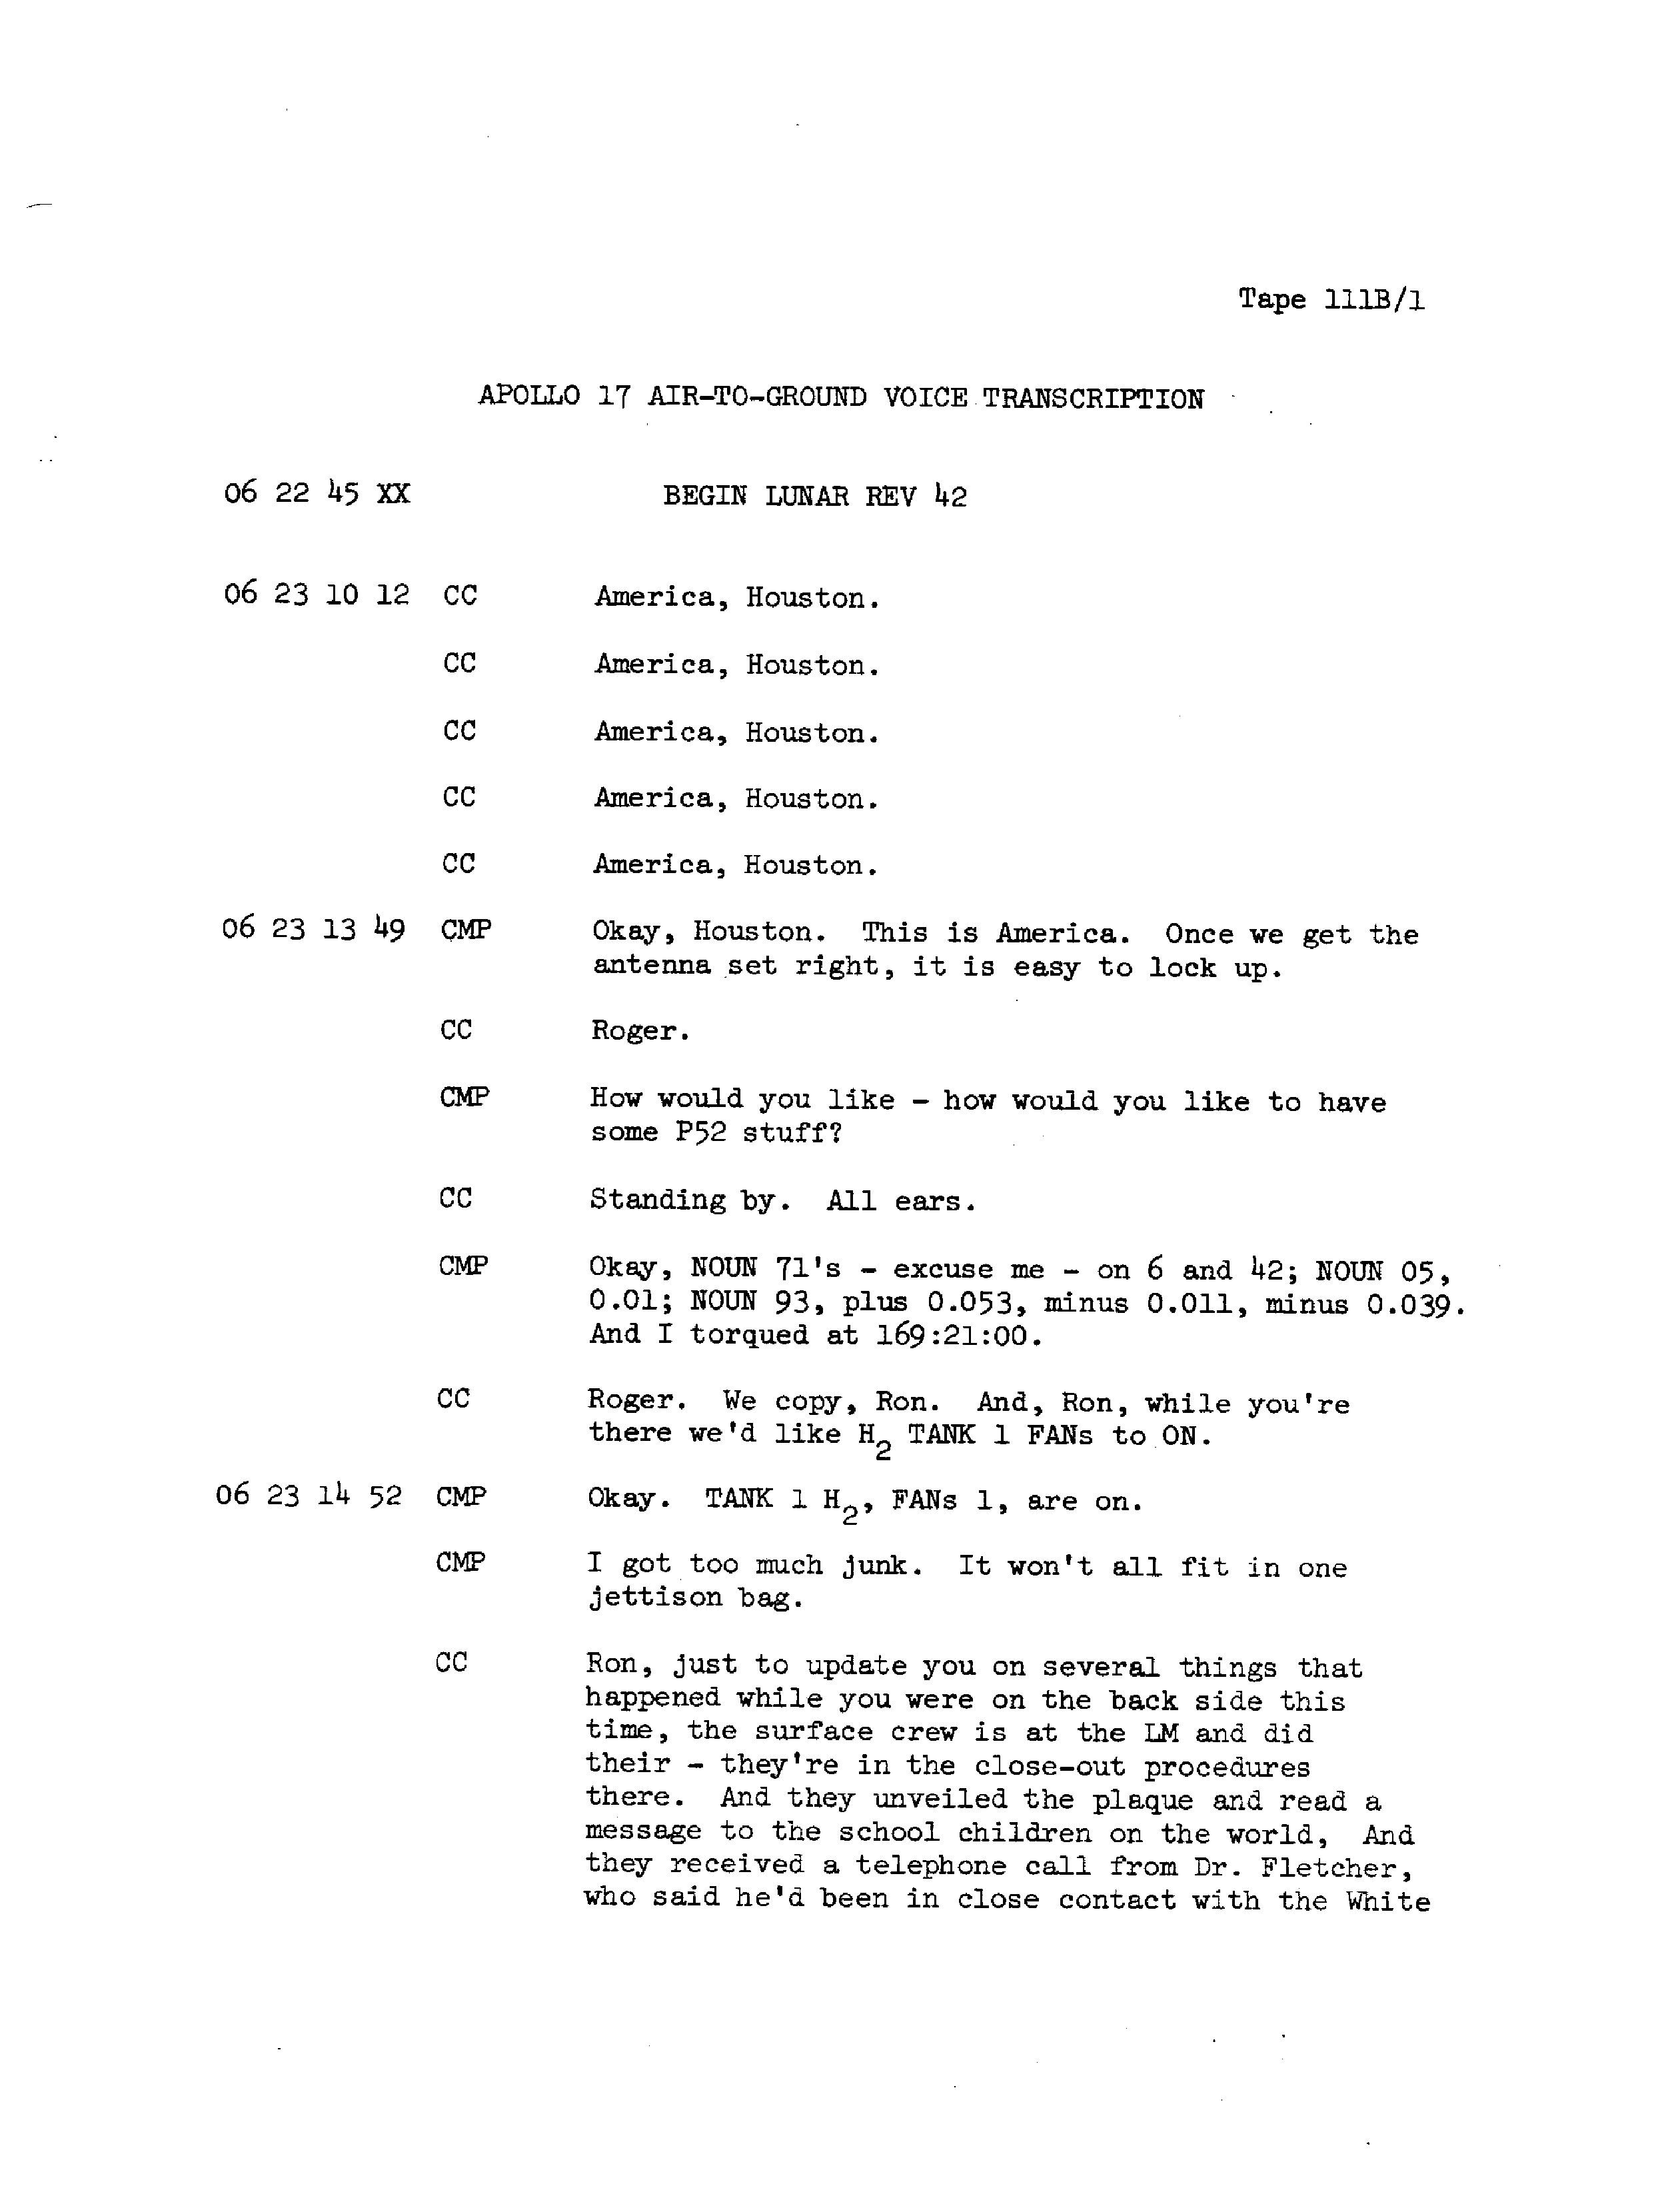 Tape 111B/1
APOLLO 17 AIR-TO-GROUND VOICE TRANSCRIPTION
06 22 45 XX BEGIN LUNAR REV 42
06 23 10 12 CC America, Houston.
CC America, Houston.
CC America, Houston.
CC America, Houston.
CC America, Houston.
06 23 13 49 CMP Okay, Houston. This is America. Once we get the
antenna set right, it is easy to lock up.
CC Roger.
CMP How would you like - how would you like to have
some P52 stuff?
CC Standing by. All ears.
CMP Okay, NOUN 71's - excuse me - on 6 and 42; NOUN 05,
0.01; NOUN 93, plus 0.053, minus 0.011, minus 0.039.
And I torqued at 169:21:00.
CC Roger. We copy, Ron. And, Ron, while you're
there we'd like H2 TANK 1 FANs to ON.
06 23 14 52 CMP Okay. TANK 1 H2, FANs 1, are on.
CMP I got too much junk. It won't all fit in one
jettison bag.
CC Ron, just to update you on several things that
happened while you were on the back side this
time, the surface crew is at the LM and did
their - they're in the close-out procedures
there. And they unveiled the plaque and read a
message to the school children on the world, And
they received a telephone call from Dr. Fletcher,
who said he'd been in close contact with the White